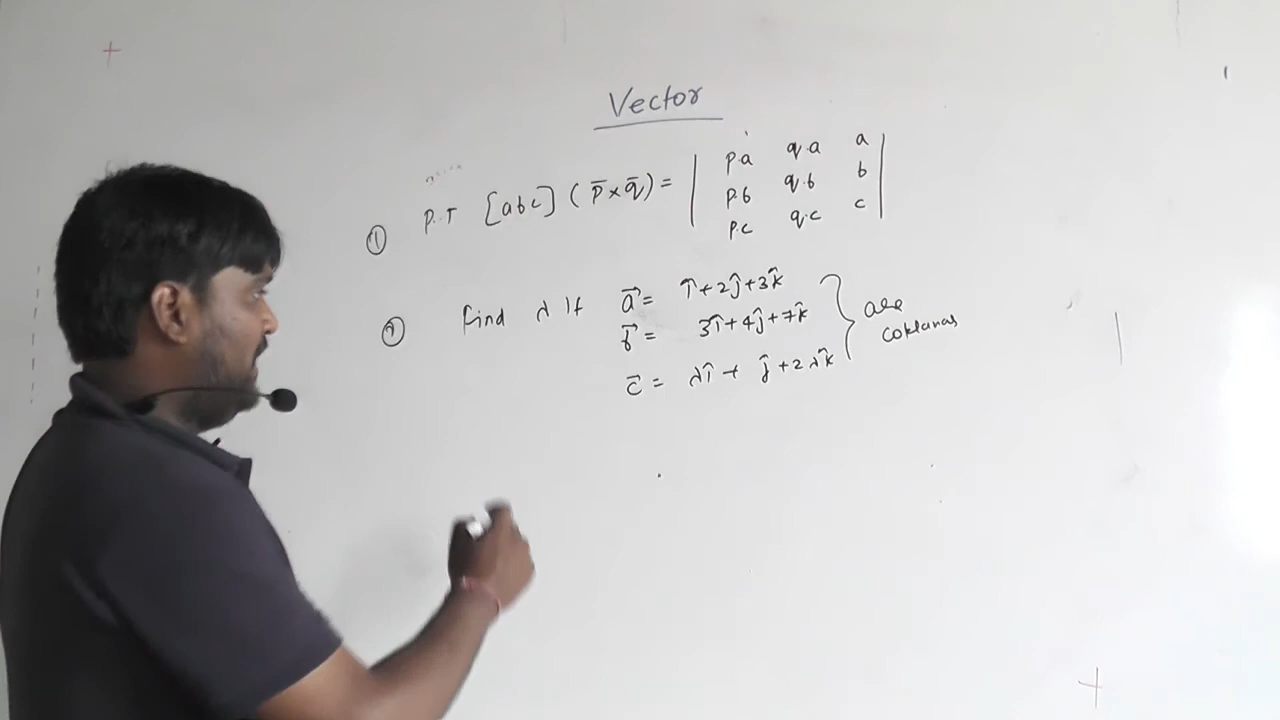 Vector
① P.T [abc] (p̅ × q̅) = | p.a q.a a |
| p.b q.b b |
| p.c q.c c |
② Find λ if a⃗ = î + 2ĵ + 3k̂
b⃗ = 3î + 4ĵ + 7k̂
c⃗ = λî + ĵ + 2λk̂
} are
coplanar